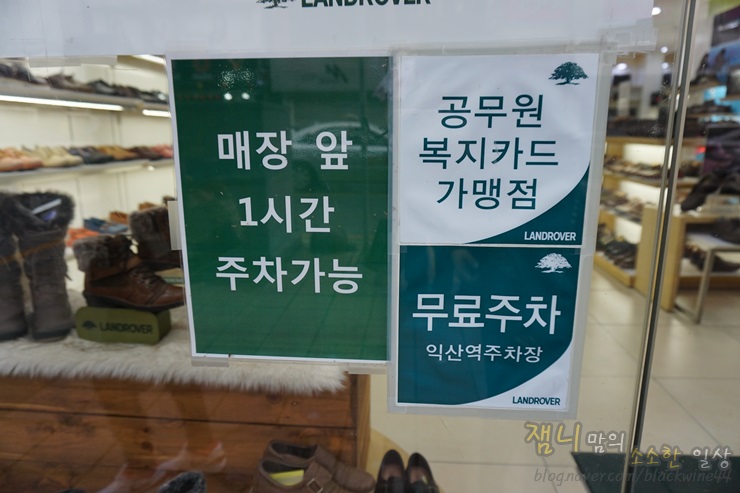 LANDROVER
매장 앞
1시간
주차가능
공무원
복지카드
가맹점
LANDROVER
무료주차
익산역주차장
LANDROVER
LANDROVER
잼니 맘의 소소한 일상
blog.naver.com/blackwine44